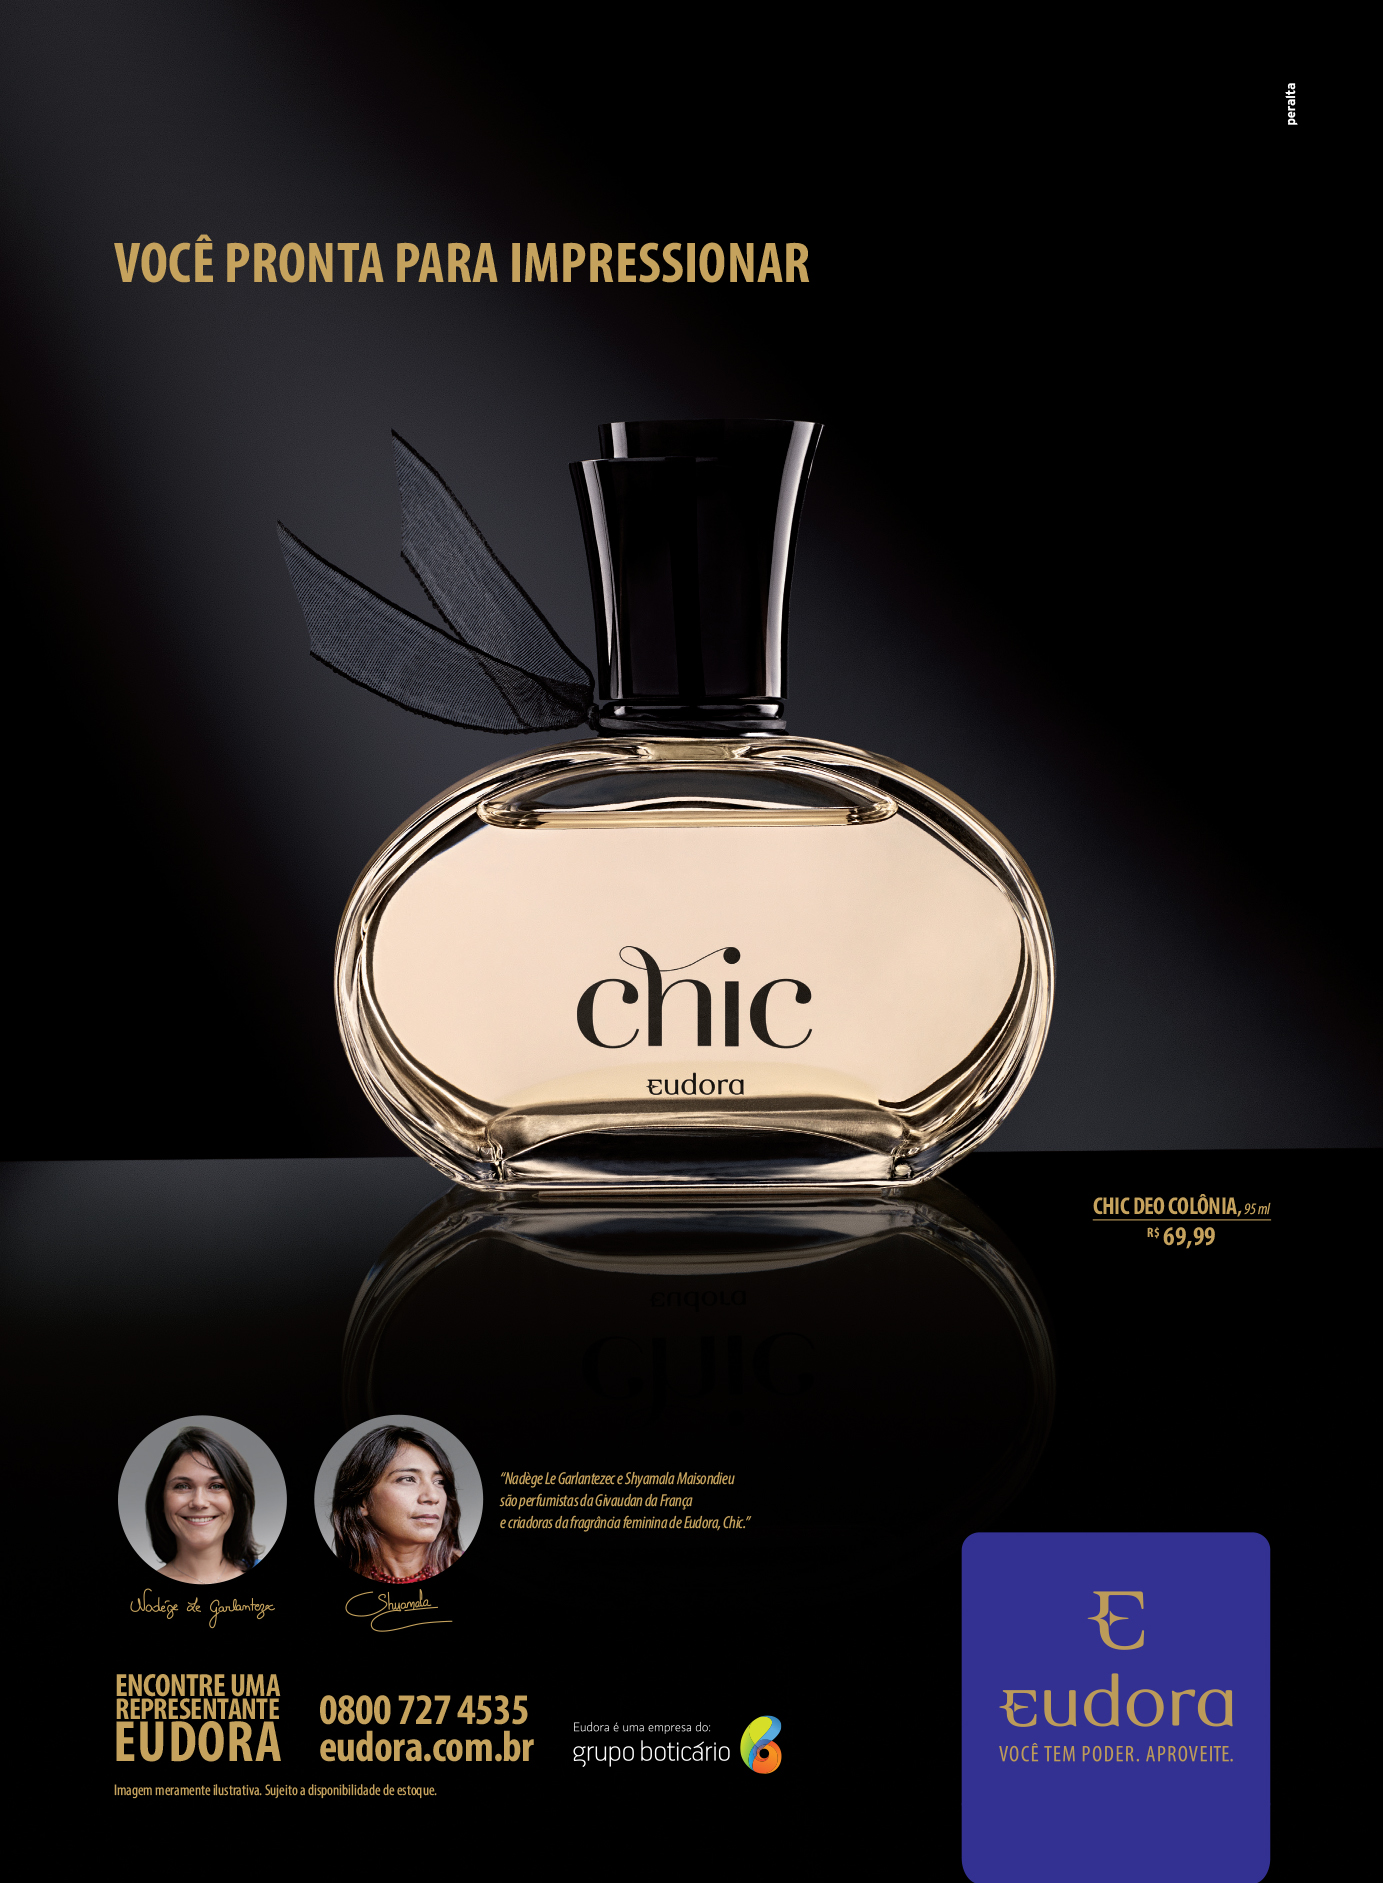 peralta
VOCÊ PRONTA PARA IMPRESSIONAR
chic
eudora
CHIC DEO COLÔNIA, 95 ml
R$ 69,99
“Nadège Le Garlantezec e Shyamala Maisondieu
são perfumistas da Givaudan da França
e criadoras da fragrância feminina de Eudora, Chic.”
Nadège Le Garlantezec
Shyamala
ENCONTRE UMA
REPRESENTANTE
EUDORA
0800 727 4535
eudora.com.br
Eudora é uma empresa do:
grupo boticário
Imagem meramente ilustrativa. Sujeito a disponibilidade de estoque.
E
eudora
VOCÊ TEM PODER. APROVEITE.